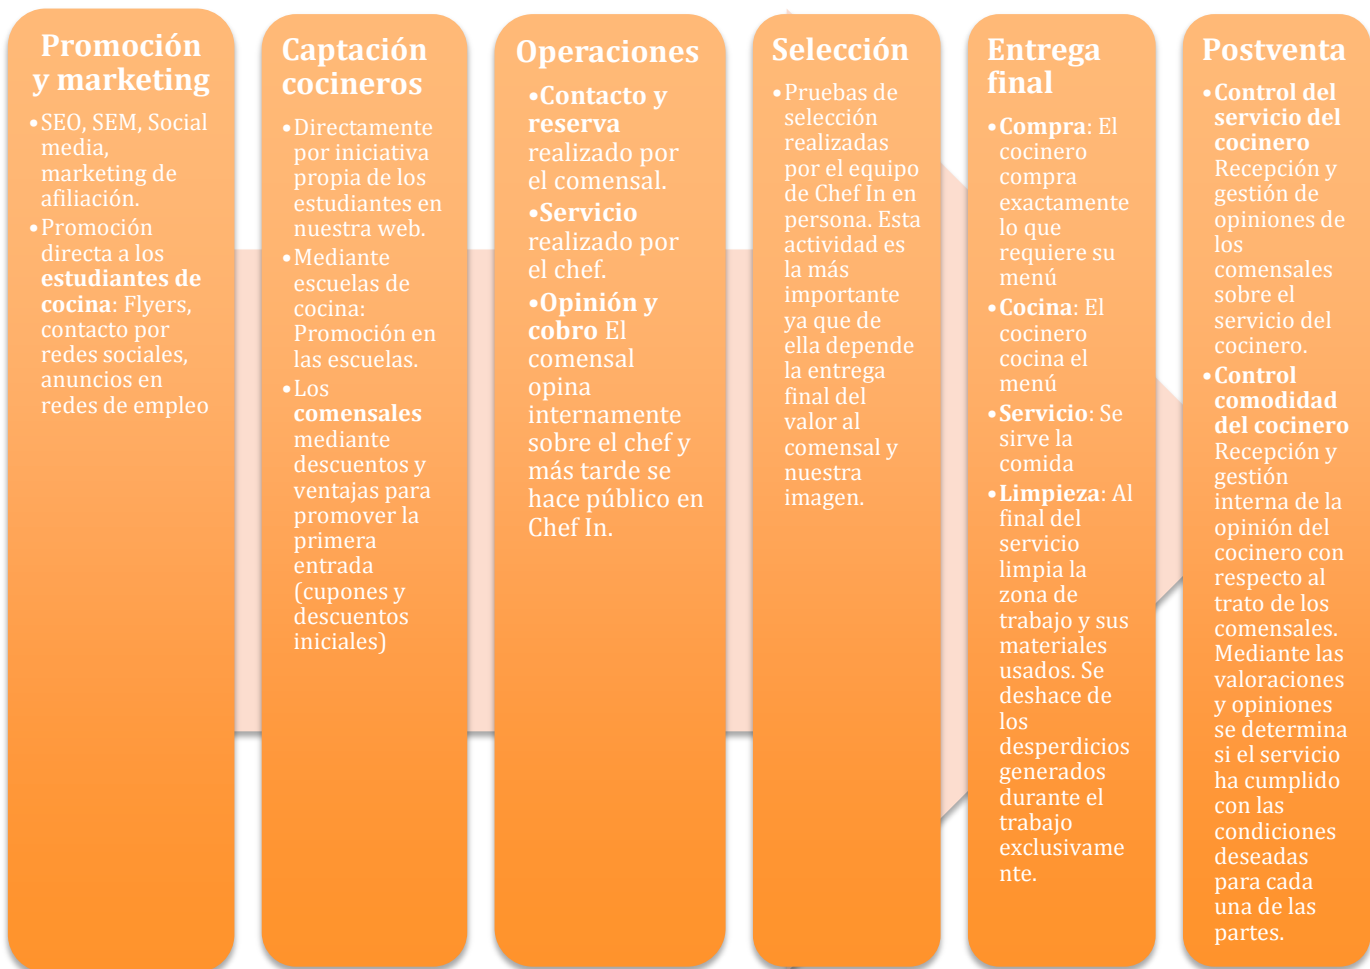 Promoción
y marketing
•SEO, SEM, Social
media,
marketing de
afiliación.
•Promoción
directa a los
estudiantes de
cocina: Flyers,
contacto por
redes sociales,
anuncios en
redes de empleo
Captación
cocineros
•Directamente
por iniciativa
propia de los
estudiantes en
nuestra web.
•Mediante
escuelas de
cocina:
Promoción en
las escuelas.
•Los
comensales
mediante
descuentos y
ventajas para
promover la
primera
entrada
(cupones y
descuentos
iniciales)
Operaciones
•Contacto y
reserva
realizado por
el comensal.
•Servicio
realizado por
el chef.
•Opinión y
cobro El
comensal
opina
internamente
sobre el chef y
más tarde se
hace público en
Chef In.
Selección
•Pruebas de
selección
realizadas
por el equipo
de Chef In en
persona. Esta
actividad es
la más
importante
ya que de
ella depende
la entrega
final del
valor al
comensal y
nuestra
imagen.
Entrega
final
•Compra: El
cocinero
compra
exactamente
lo que
requiere su
menú
•Cocina: El
cocinero
cocina el
menú
•Servicio: Se
sirve la
comida
•Limpieza: Al
final del
servicio
limpia la
zona de
trabajo y sus
materiales
usados. Se
deshace de
los
desperdicios
generados
durante el
trabajo
exclusivame
nte.
Postventa
•Control del
servicio del
cocinero
Recepción y
gestión de
opiniones de
los
comensales
sobre el
servicio del
cocinero.
•Control
comodidad
del cocinero
Recepción y
gestión
interna de la
opinión del
cocinero con
respecto al
trato de los
comensales.
Mediante las
valoraciones
y opiniones
se determina
si el servicio
ha cumplido
con las
condiciones
deseadas
para cada
una de las
partes.